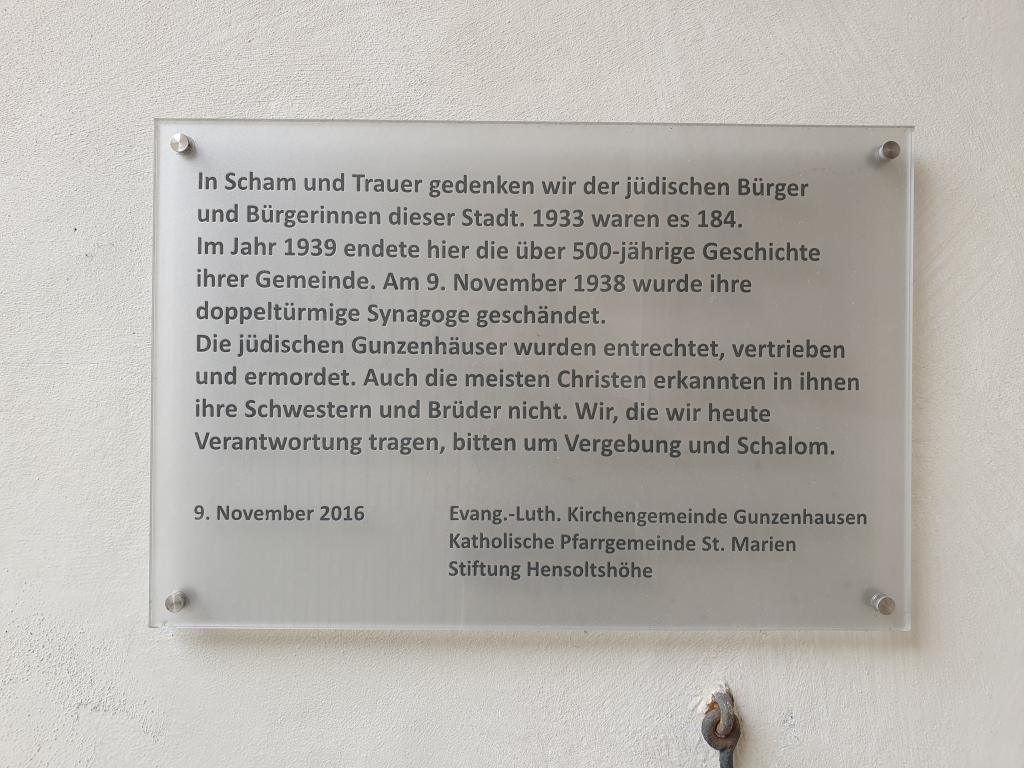 In Scham und Trauer gedenken wir der jüdischen Bürger
und Bürgerinnen dieser Stadt. 1933 waren es 184.
Im Jahr 1939 endete hier die über 500-jährige Geschichte
ihrer Gemeinde. Am 9. November 1938 wurde ihre
doppeltürmige Synagoge geschändet.
Die jüdischen Gunzenhäuser wurden entrechtet, vertrieben
und ermordet. Auch die meisten Christen erkannten in ihnen
ihre Schwestern und Brüder nicht. Wir, die wir heute
Verantwortung tragen, bitten um Vergebung und Schalom.
9. November 2016
Evang.-Luth. Kirchengemeinde Gunzenhausen
Katholische Pfarrgemeinde St. Marien
Stiftung Hensoltshöhe